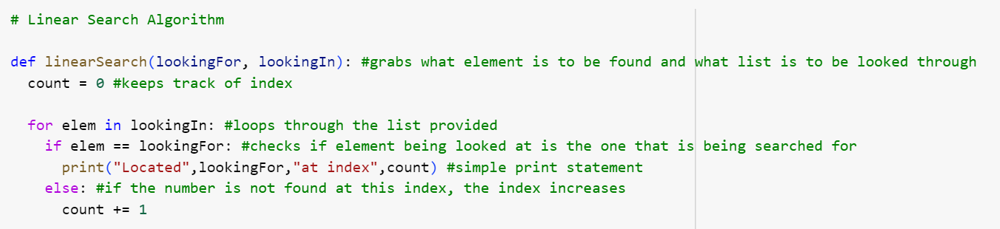 # Linear Search Algorithm
def linearSearch(lookingFor, lookingIn): #grabs what element is to be found and what list is to be looked through
  count = 0 #keeps track of index
  for elem in lookingIn: #loops through the list provided
    if elem == lookingFor: #checks if element being looked at is the one that is being searched for
      print("Located",lookingFor,"at index",count) #simple print statement
    else: #if the number is not found at this index, the index increases
      count += 1